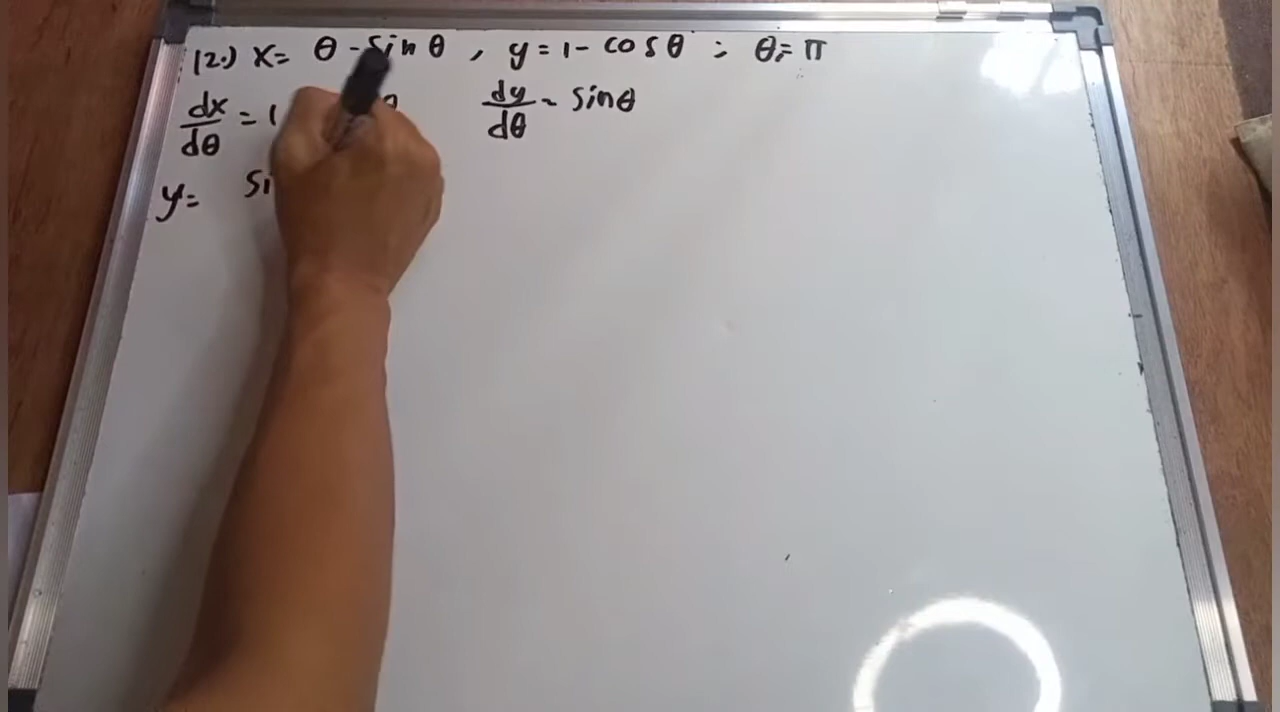 12.) x= θ - sin θ , y = 1 - cos θ ; θ = π
dx/dθ = 1 θ dy/dθ = sin θ
y' =